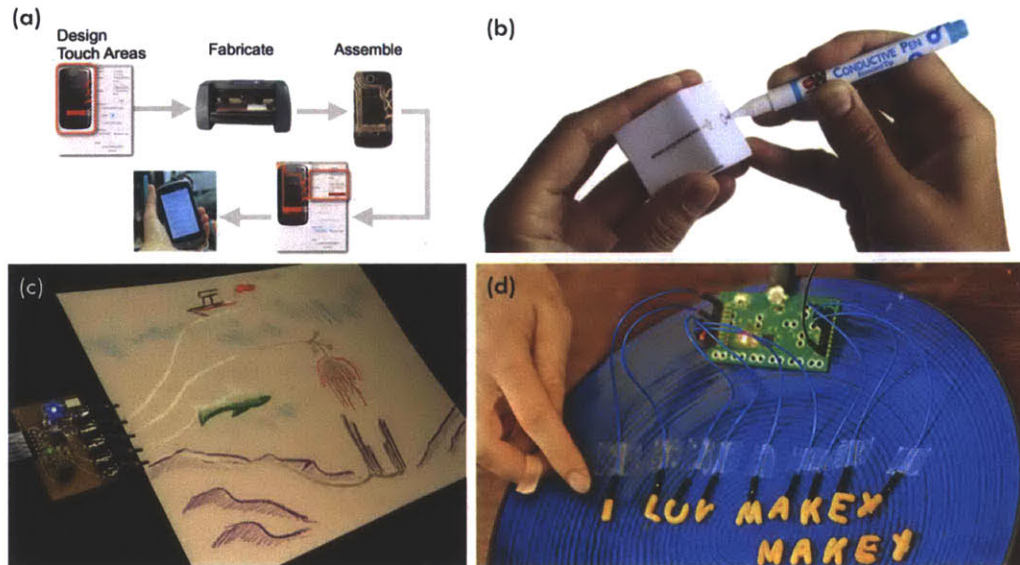 (a)
Design
Touch Areas
Fabricate
Assemble
(b)
CONDUCTIVE PEN
(c)
(d)
I LUV MAKEY
MAKEY